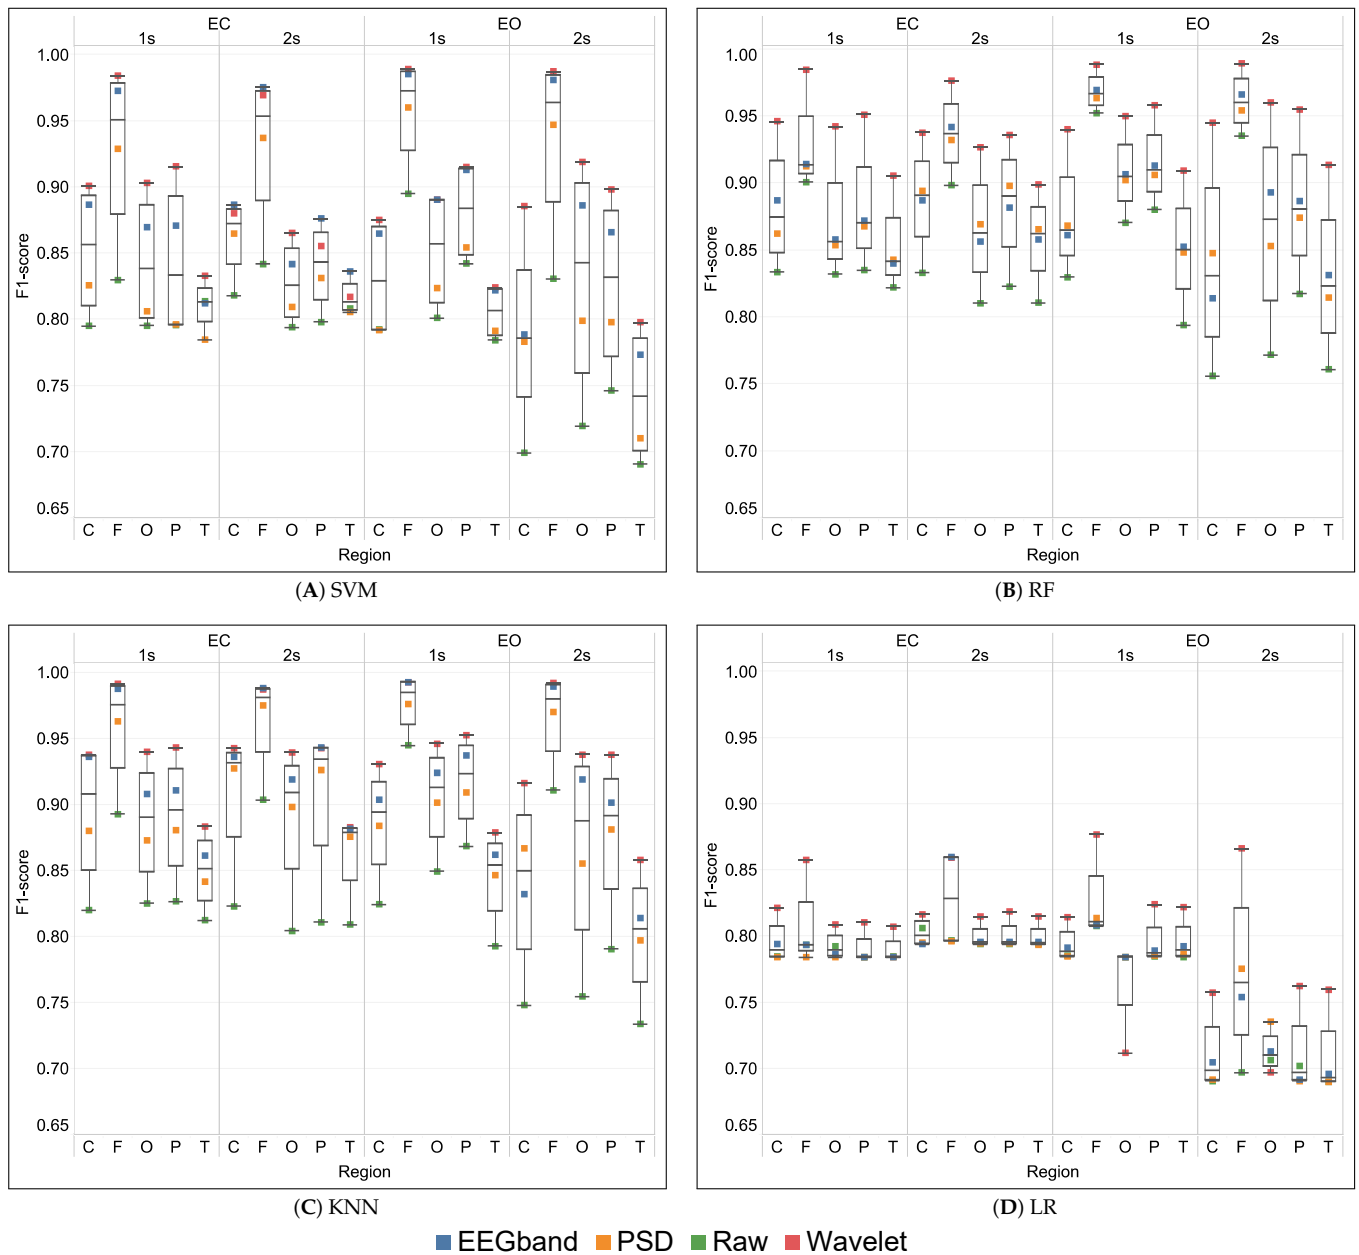 EC EO
1s 2s 1s 2s
1.00
0.95
0.90
0.85
0.80
0.75
0.70
0.65
F1-score
C F O P T C F O P T C F O P T C F O P T
Region
(A) SVM
EC EO
1s 2s 1s 2s
1.00
0.95
0.90
0.85
0.80
0.75
0.70
0.65
F1-score
C F O P T C F O P T C F O P T C F O P T
Region
(B) RF
EC EO
1s 2s 1s 2s
1.00
0.95
0.90
0.85
0.80
0.75
0.70
0.65
F1-score
C F O P T C F O P T C F O P T C F O P T
Region
(C) KNN
EC EO
1s 2s 1s 2s
1.00
0.95
0.90
0.85
0.80
0.75
0.70
0.65
F1-score
C F O P T C F O P T C F O P T C F O P T
Region
(D) LR
EEGband PSD Raw Wavelet